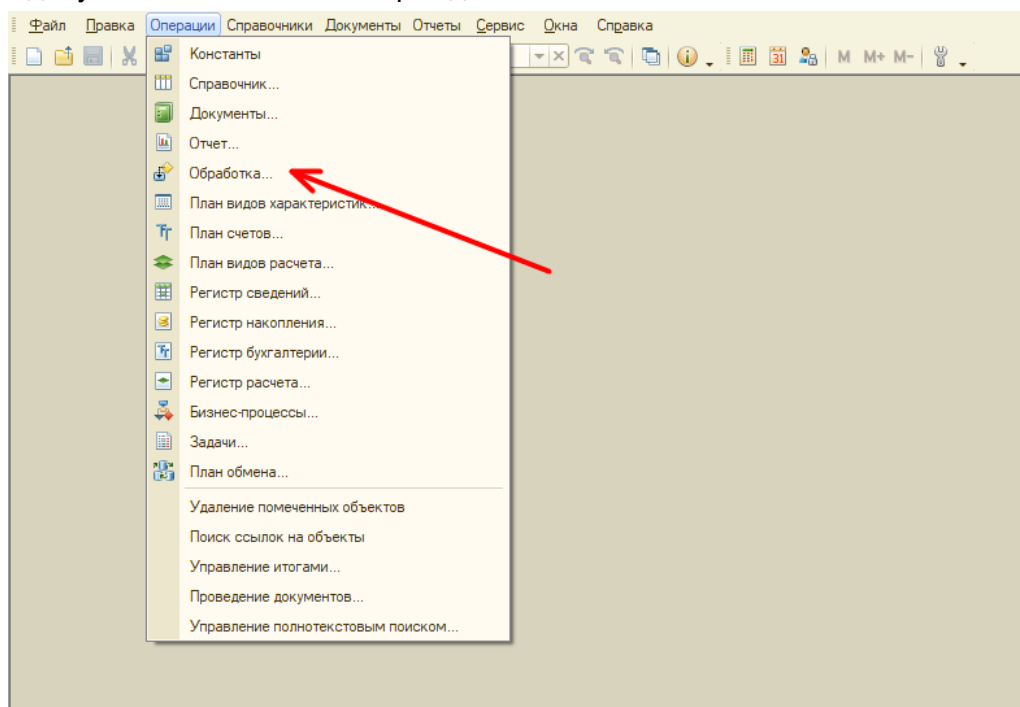 Файл Правка Операции Справочники Документы Отчеты Сервис Окна Справка
31 M M+ M-
Константы
Справочник...
Документы...
Отчет...
Обработка...
План видов характеристик...
План счетов...
План видов расчета...
Регистр сведений...
Регистр накопления...
Регистр бухгалтерии...
Регистр расчета...
Бизнес-процессы...
Задачи...
План обмена...
Удаление помеченных объектов
Поиск ссылок на объекты
Управление итогами...
Проведение документов...
Управление полнотекстовым поиском...